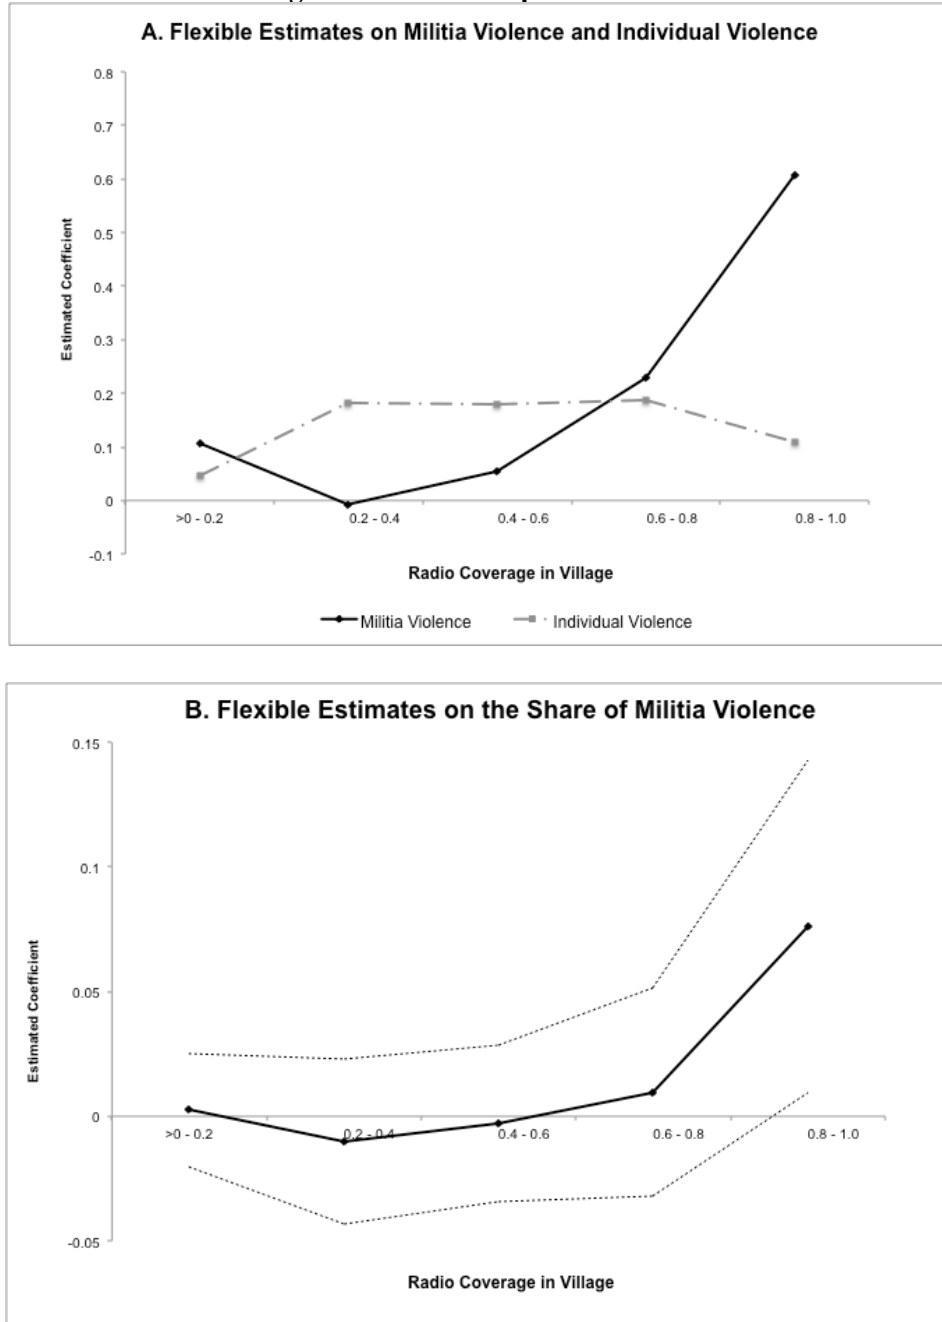 A. Flexible Estimates on Militia Violence and Individual Violence
0.8
0.7
0.6
0.5
0.4
0.3
0.2
0.1
0
-0.1
Estimated Coefficient
>0 - 0.2 0.2 - 0.4 0.4 - 0.6 0.6 - 0.8 0.8 - 1.0
Radio Coverage in Village
Militia Violence Individual Violence
B. Flexible Estimates on the Share of Militia Violence
0.15
0.1
0.05
0
-0.05
Estimated Coefficient
>0 - 0.2 0.2 - 0.4 0.4 - 0.6 0.6 - 0.8 0.8 - 1.0
Radio Coverage in Village